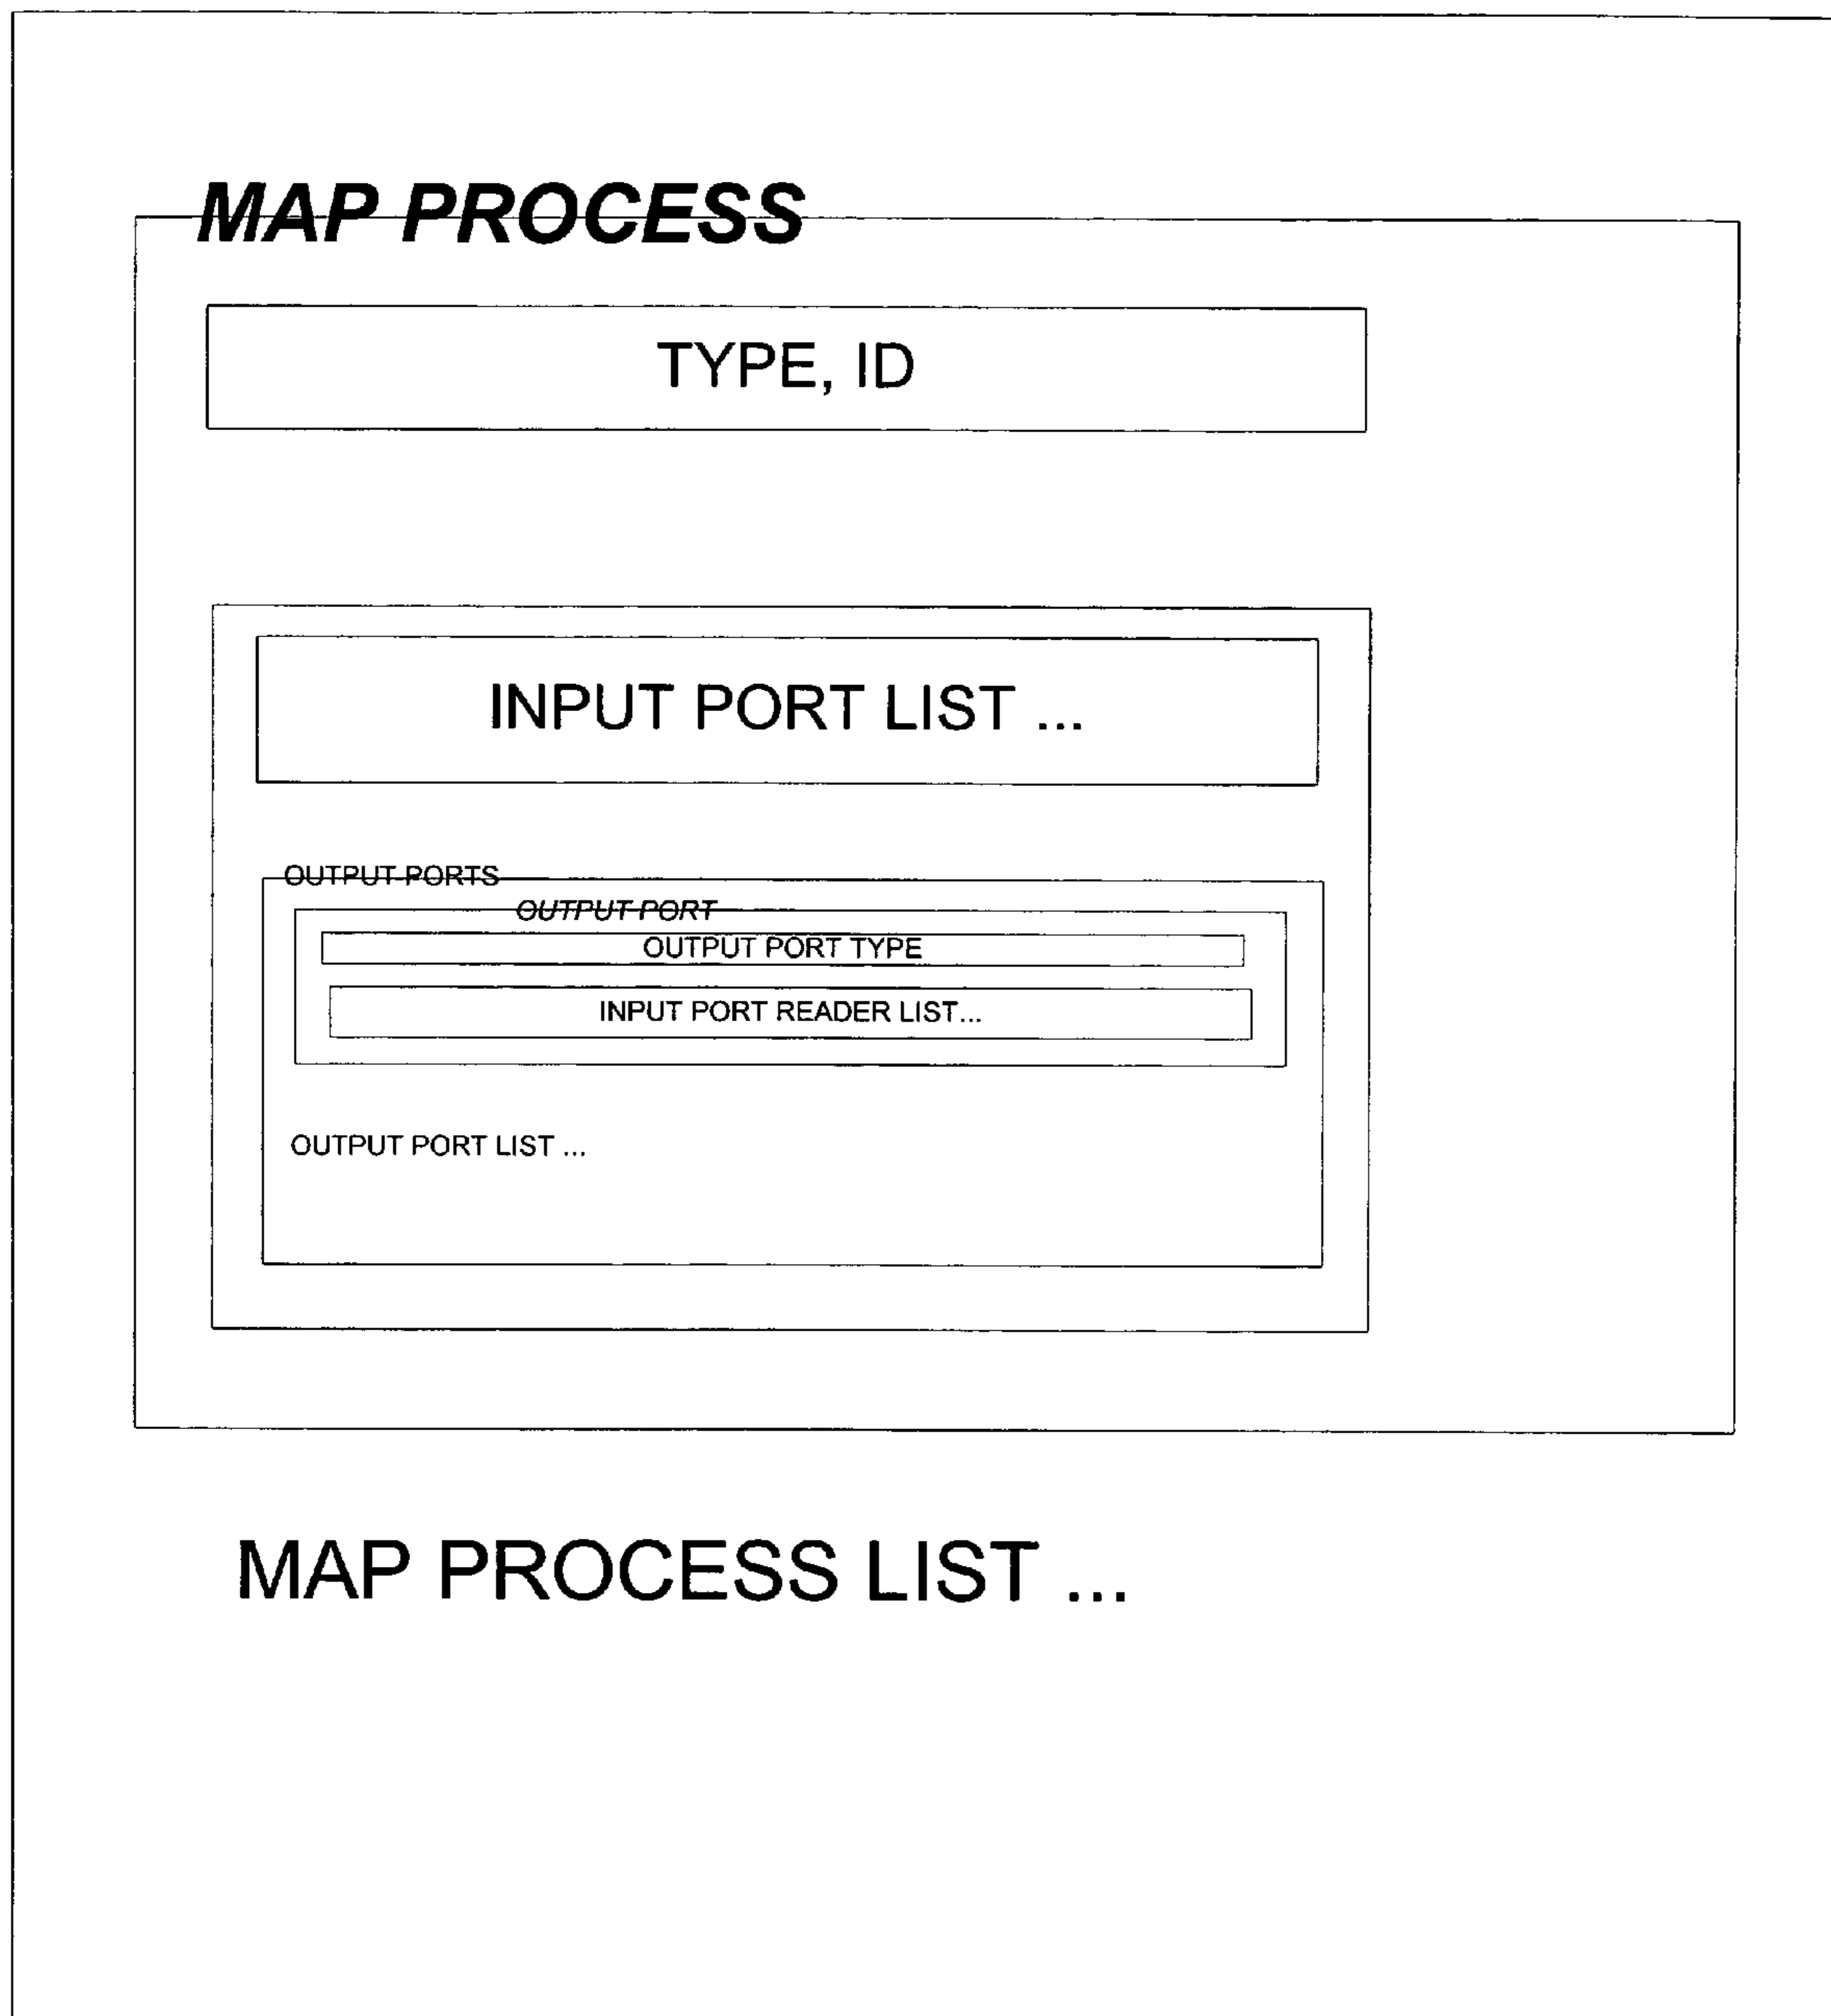 MAP PROCESS
TYPE, ID
INPUT PORT LIST ...
OUTPUT PORTS
OUTPUT PORT
OUTPUT PORT TYPE
INPUT PORT READER LIST...
OUTPUT PORT LIST ...
MAP PROCESS LIST ...